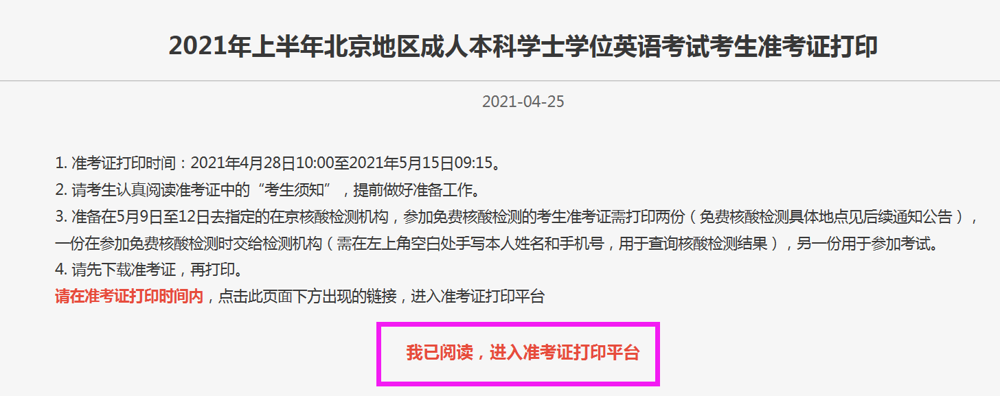 2021年上半年北京地区成人本科学士学位英语考试考生准考证打印
2021-04-25
1. 准考证打印时间：2021年4月28日10:00至2021年5月15日09:15。
2. 请考生认真阅读准考证中的“考生须知”，提前做好准备工作。
3. 准备在5月9日至12日去指定的在京核酸检测机构，参加免费核酸检测的考生准考证需打印两份（免费核酸检测具体地点见后续通知公告），
一份在参加免费核酸检测时交给检测机构（需在左上角空白处手写本人姓名和手机号，用于查询核酸检测结果），另一份用于参加考试。
4. 请先下载准考证，再打印。
请在准考证打印时间内，点击此页面下方出现的链接，进入准考证打印平台
我已阅读，进入准考证打印平台